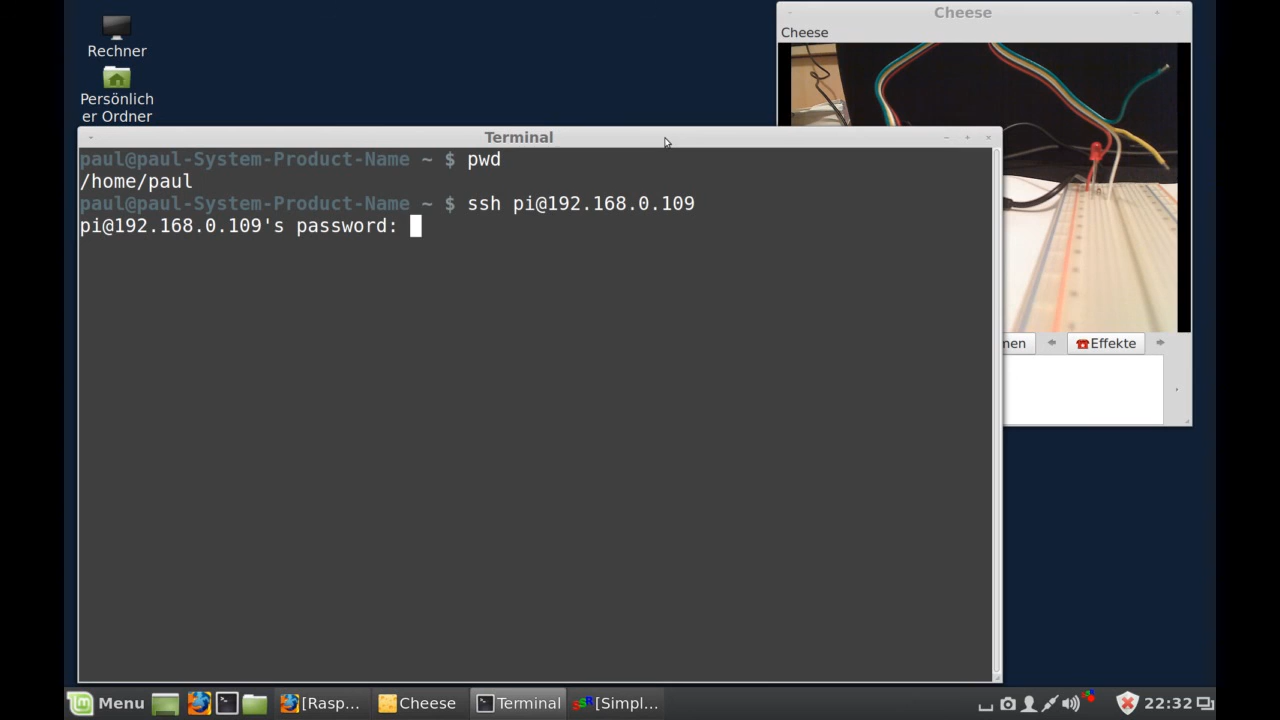 Rechner
Persönlich
er Ordner
Cheese
Cheese
Terminal
paul@paul-System-Product-Name ~ $ pwd
/home/paul
paul@paul-System-Product-Name ~ $ ssh pi@192.168.0.109
pi@192.168.0.109's password:
nen
Effekte
Menu
[Rasp...
Cheese
Terminal
[Simpl...
22:32